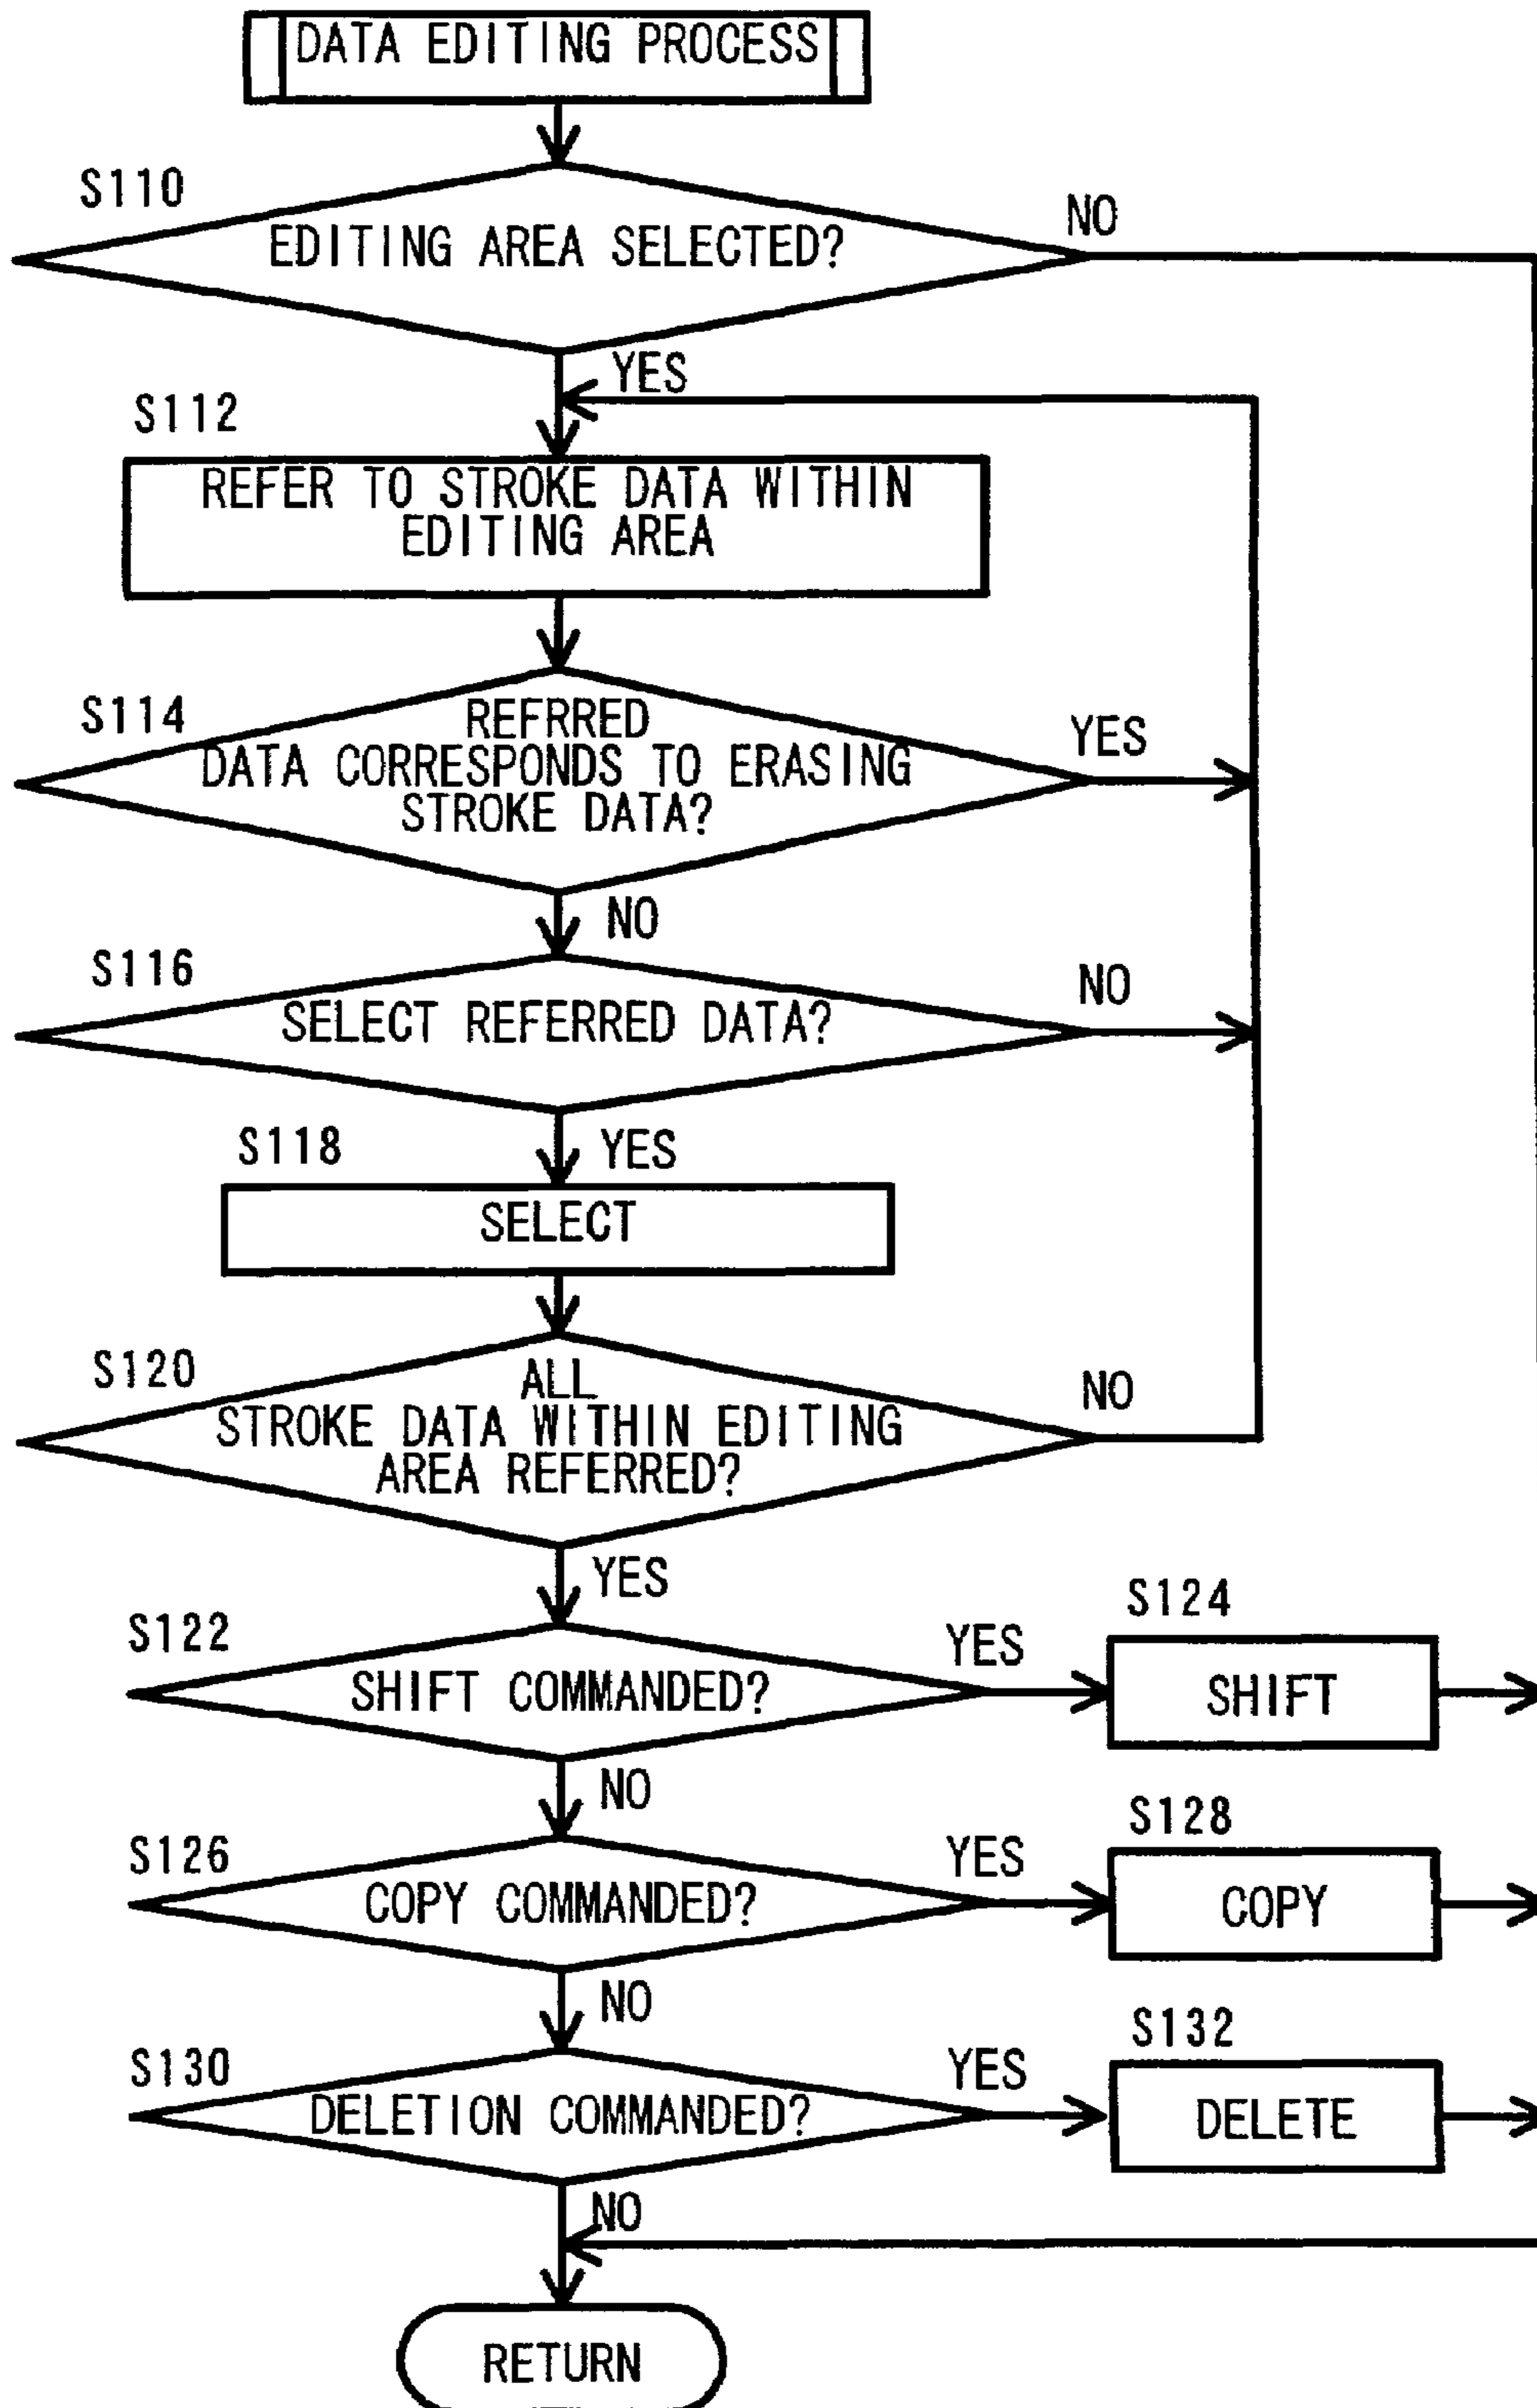 DATA EDITING PROCESS
S110
EDITING AREA SELECTED?
NO
YES
S112
REFER TO STROKE DATA WITHIN
EDITING AREA
S114
REFRRED
DATA CORRESPONDS TO ERASING
STROKE DATA?
YES
NO
S116
SELECT REFERRED DATA?
NO
YES
S118
SELECT
S120
ALL
STROKE DATA WITHIN EDITING
AREA REFERRED?
NO
YES
S122
SHIFT COMMANDED?
YES
S124
SHIFT
NO
S126
COPY COMMANDED?
YES
S128
COPY
NO
S130
DELETION COMMANDED?
YES
S132
DELETE
NO
RETURN